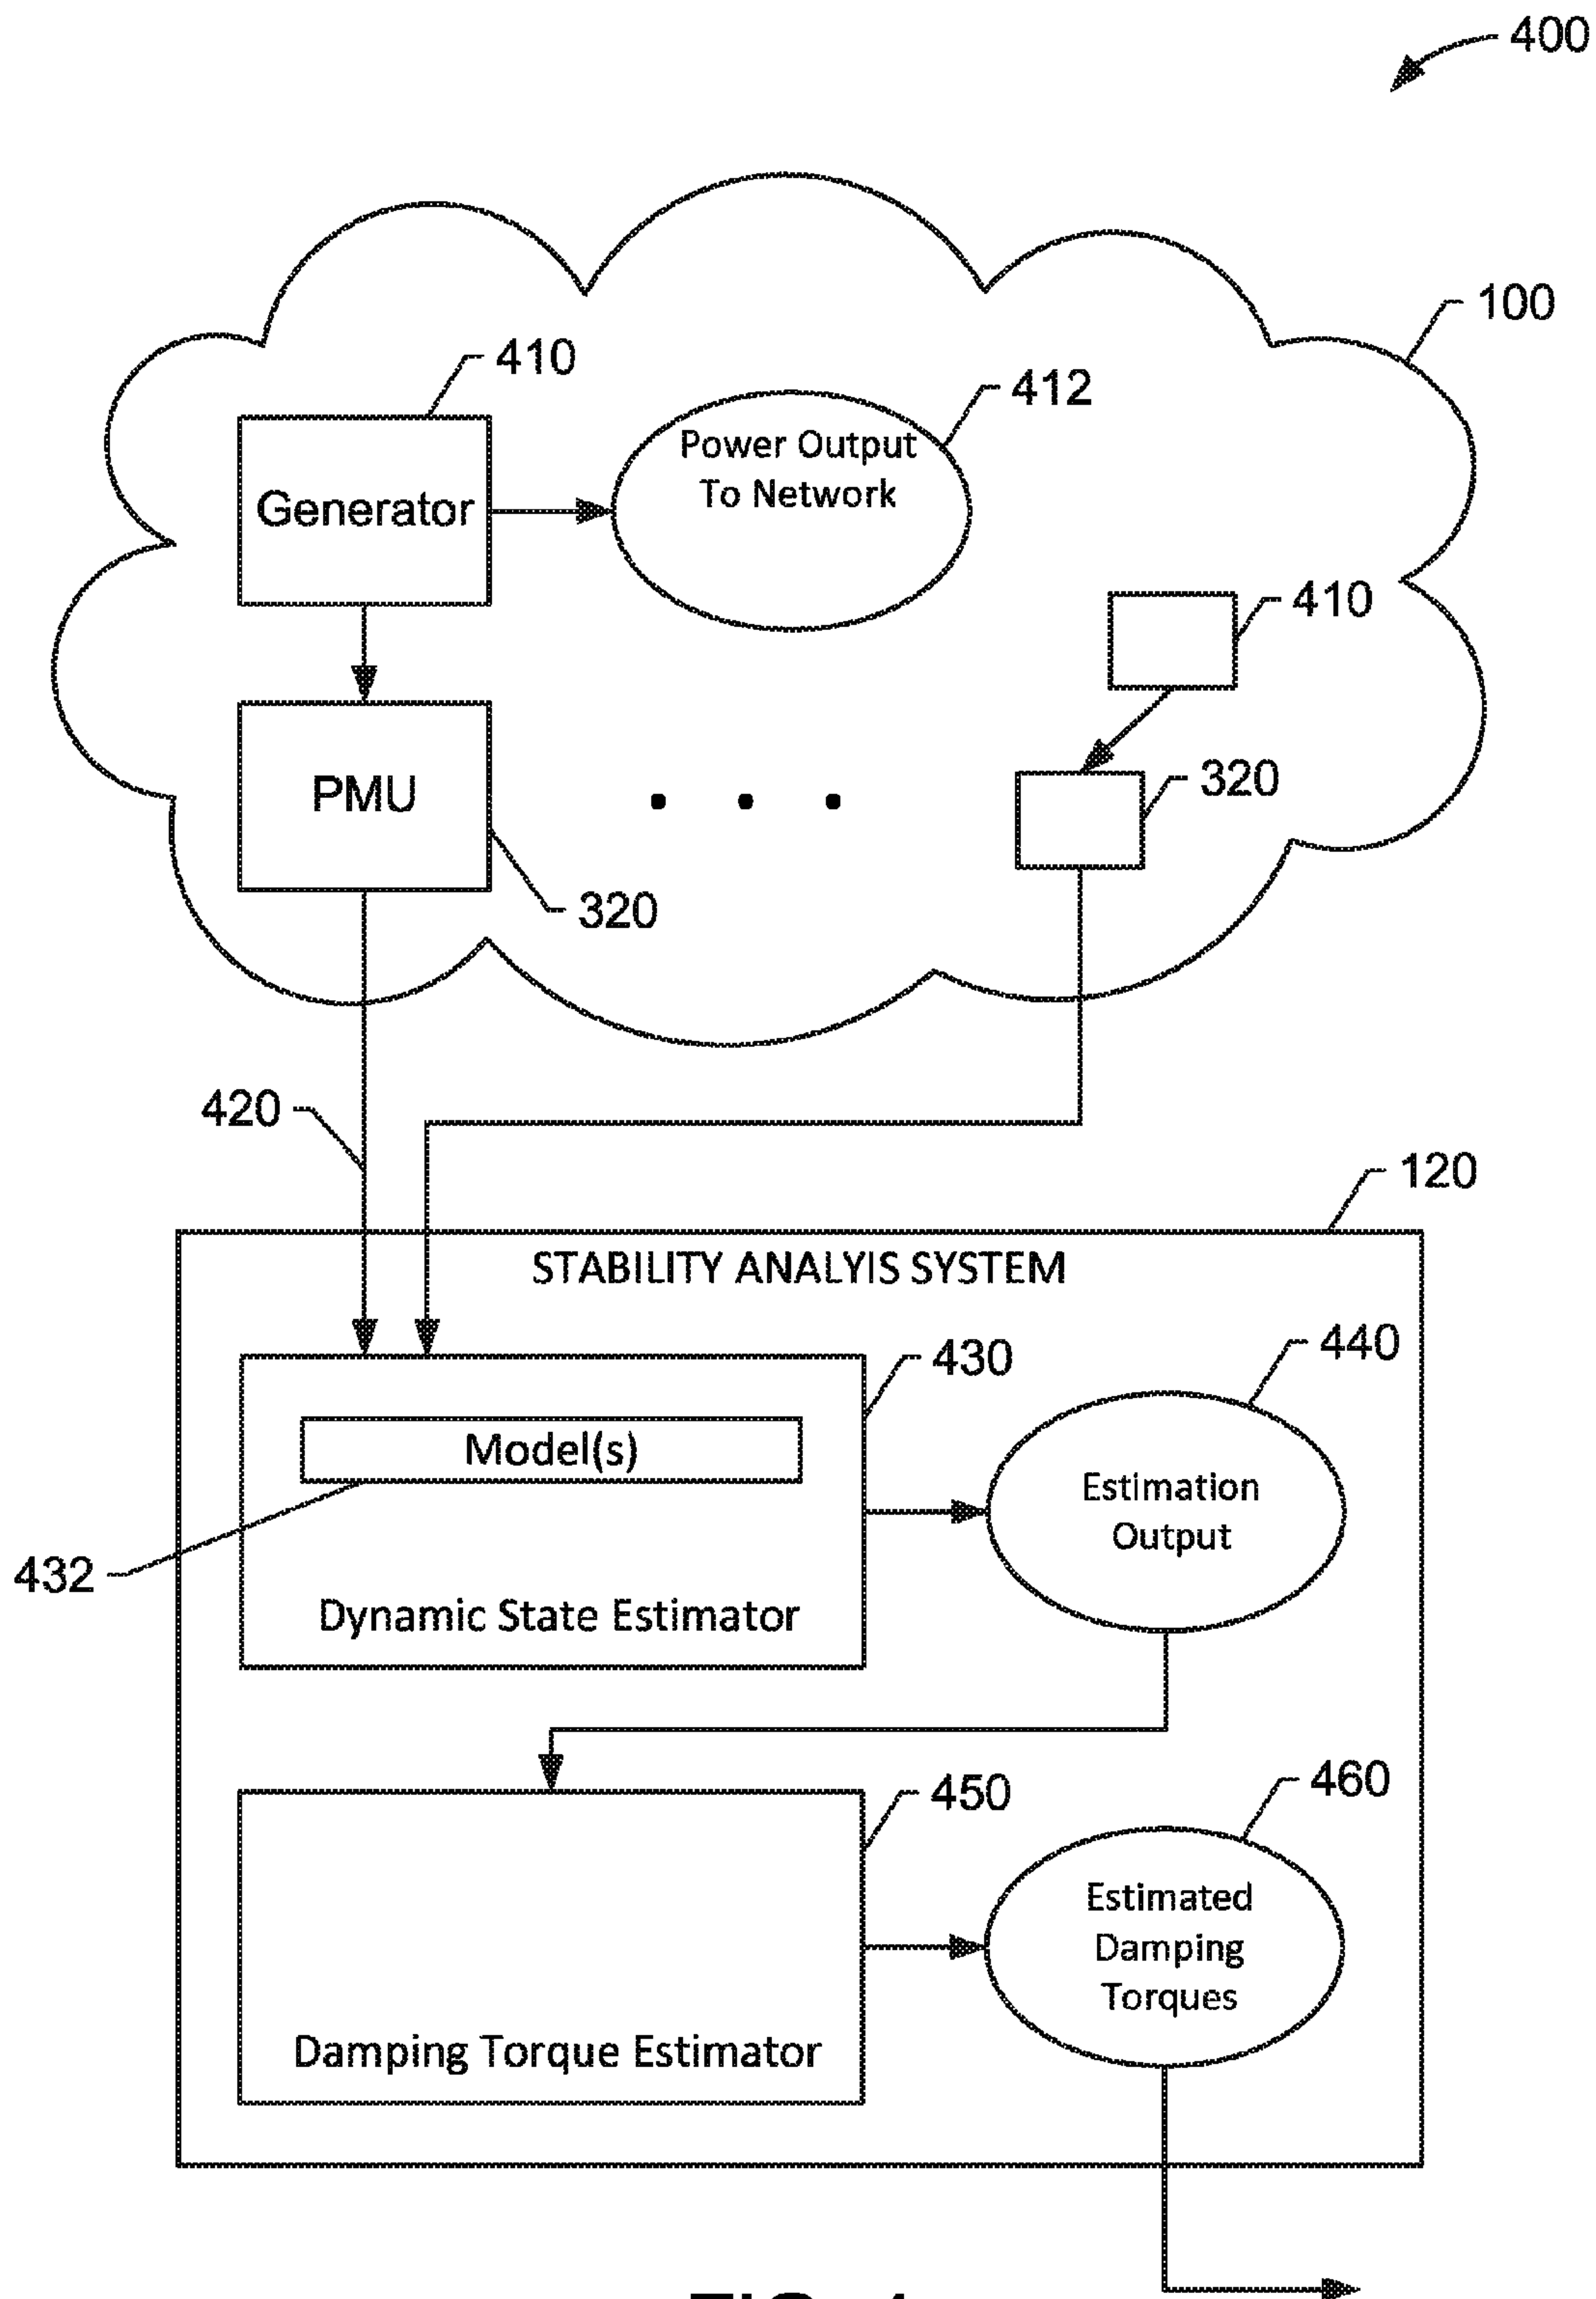 400
100
410
412
Generator
Power Output
To Network
410
PMU
320
320
420
120
STABILITY ANALYIS SYSTEM
430
440
Model(s)
Estimation
Output
432
Dynamic State Estimator
450
460
Estimated
Damping
Torques
Damping Torque Estimator